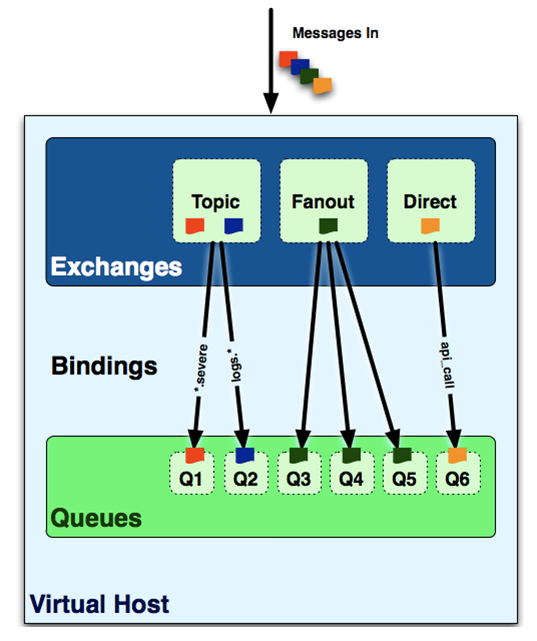 Messages In
Topic
Fanout
Direct
Exchanges
Bindings
*.severe
logs.*
api_call
Q1
Q2
Q3
Q4
Q5
Q6
Queues
Virtual Host